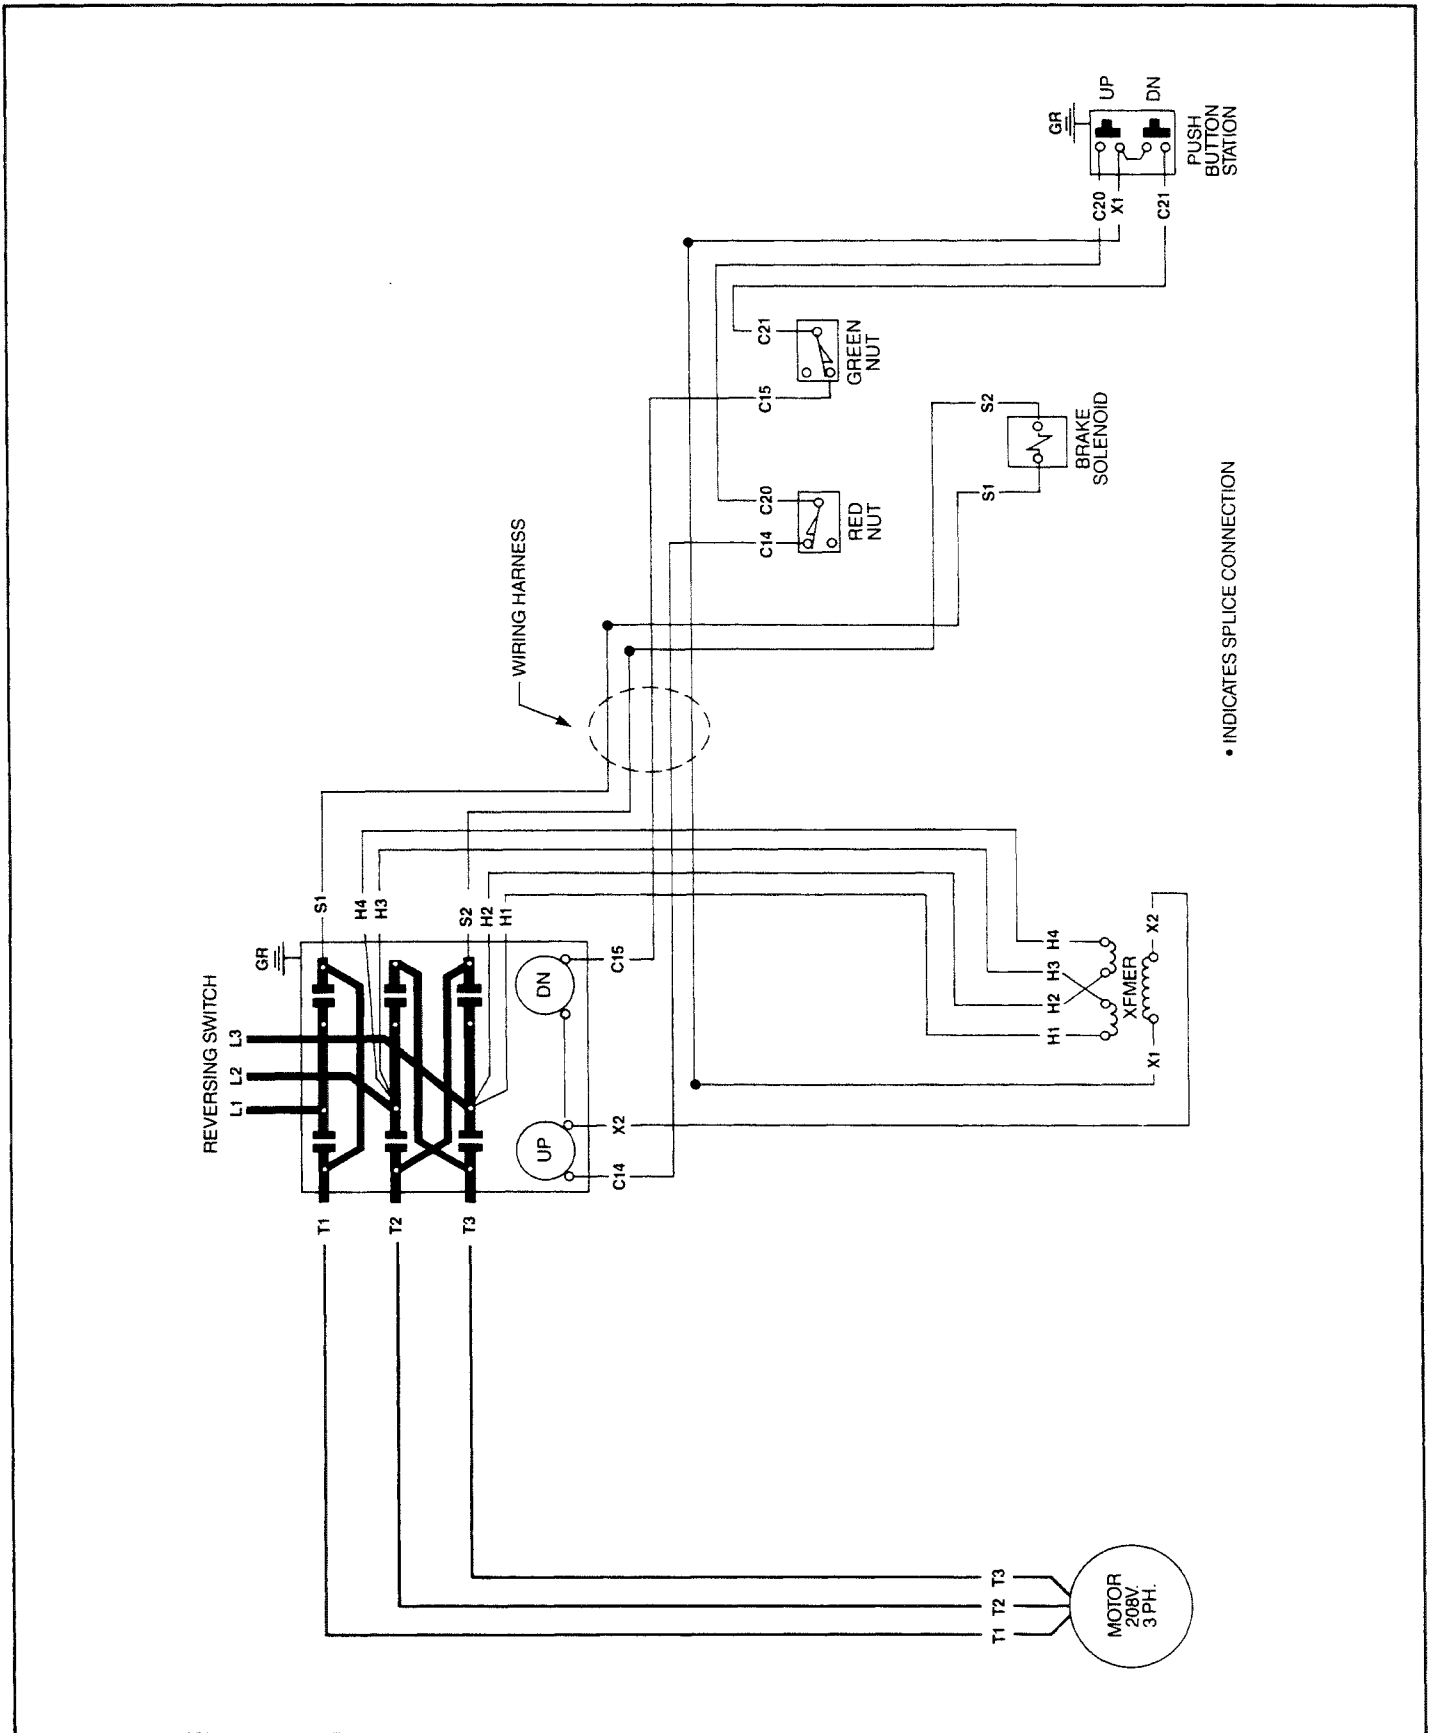 REVERSING SWITCH
L1
L2
L3
GR
S1
H4
H3
S2
H2
H1
T1
T2
T3
UP
DN
C15
X2
C14
WIRING HARNESS
C14
C20
RED
NUT
C15
C21
GREEN
NUT
S1
S2
BRAKE
SOLENOID
GR
UP
DN
C20
X1
C21
PUSH
BUTTON
STATION
H1
H2
H3
H4
XFMER
X1
X2
T1
T2
T3
MOTOR
208V.
3 PH.
• INDICATES SPLICE CONNECTION